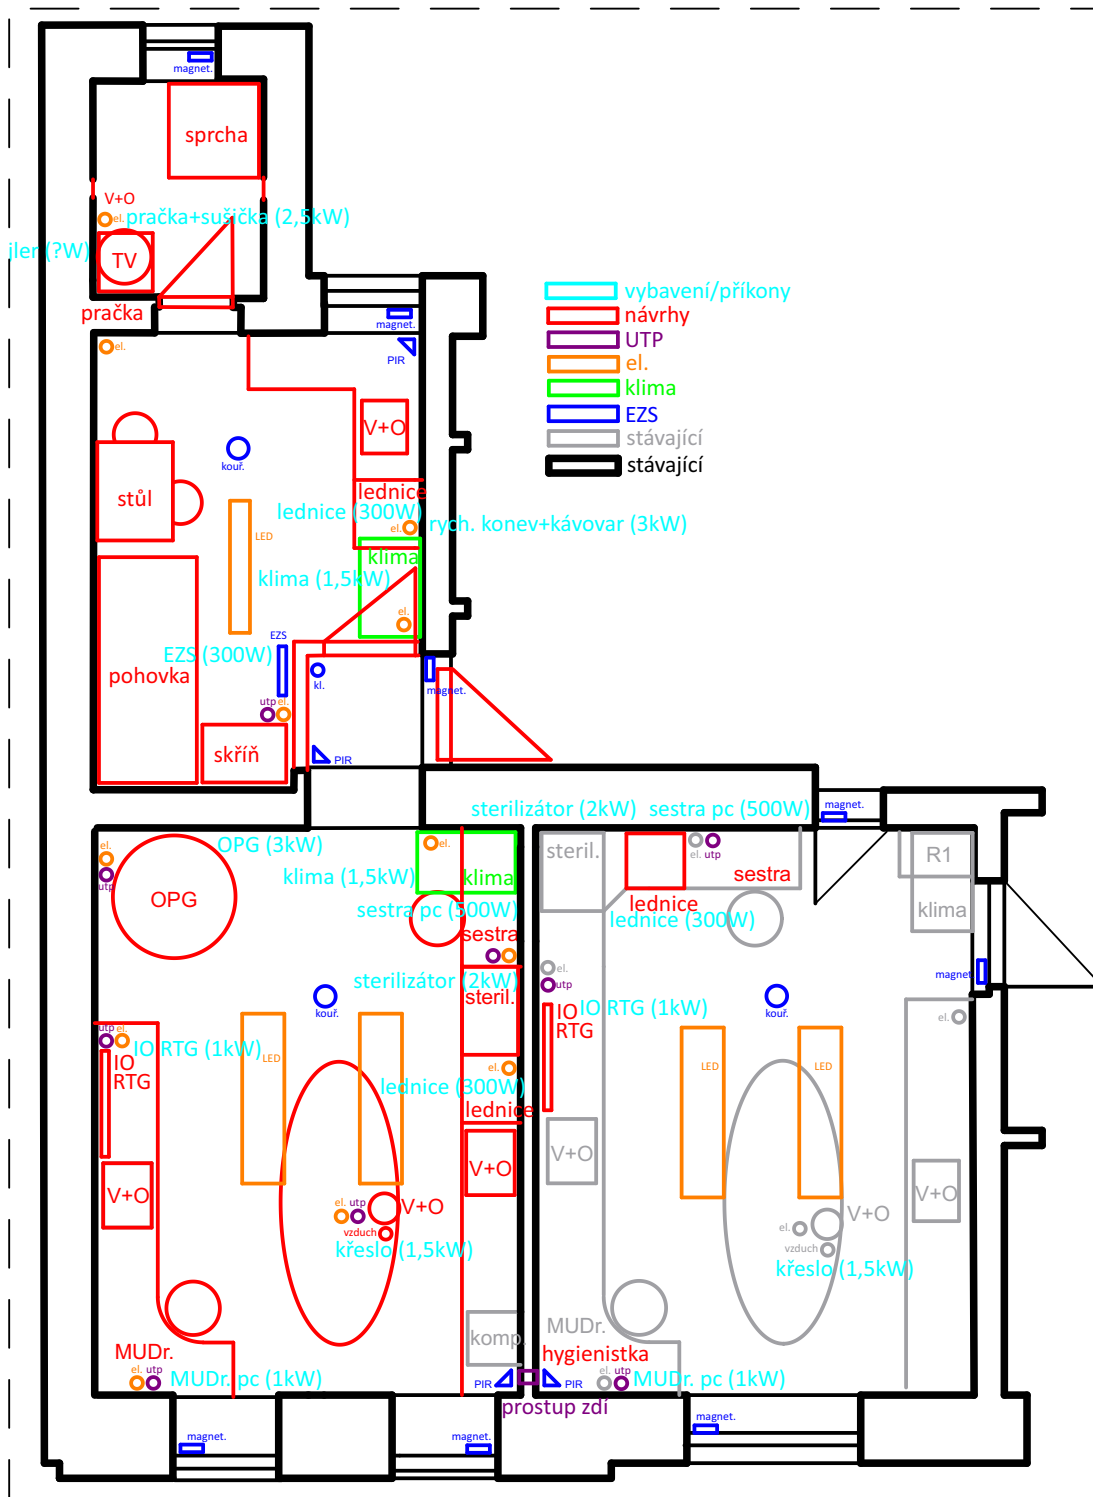 magnet.
sprcha
V+O
el.
pračka+sušička (2,5kW)
jler (?W)
TV
pračka
magnet.
el.
PIR
V+O
kouř.
stůl
lednice
lednice (300W)
rych. konev+kávovar (3kW)
el.
LED
klima
klima (1,5kW)
el.
EZS
EZS (300W)
pohovka
kl.
magnet.
utp
el.
skříň
PIR
vybavení/příkony
návrhy
UTP
el.
klima
EZS
stávající
stávající
sterilizátor (2kW)
sestra pc (500W)
magnet.
OPG (3kW)
el.
utp
OPG
el.
klima (1,5kW)
klima
sestra pc (500W)
sestra
sterilizátor (2kW)
steril.
kouř.
utp
el.
IO RTG (1kW)
IO
RTG
LED
el.
lednice (300W)
lednice
V+O
V+O
el.
utp
V+O
vzduch
křeslo (1,5kW)
komp.
MUDr.
el.
utp
MUDr. pc (1kW)
PIR
magnet.
magnet.
steril.
el.
utp
sestra
lednice
lednice (300W)
R1
klima
magnet.
el.
utp
IO RTG (1kW)
IO
RTG
kouř.
el.
LED
LED
V+O
V+O
el.
V+O
vzduch
křeslo (1,5kW)
MUDr.
hygienistka
el.
utp
MUDr. pc (1kW)
PIR
prostup zdí
magnet.